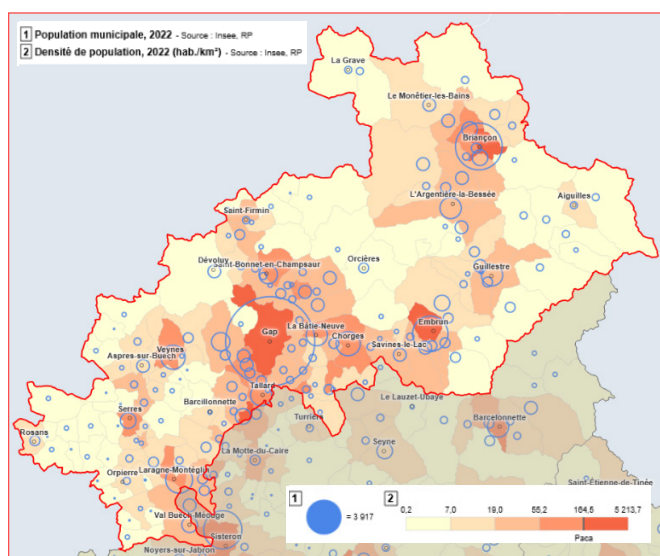 1 Population municipale, 2022 - Source : Insee, RP
2 Densité de population, 2022 (hab./km²) - Source : Insee, RP
La Grave
Le Monêtier-les-Bains
Briançon
L'Argentière-la-Bessée
Aiguilles
Saint-Firmin
Dévoluy
Saint-Bonnet-en-Champsaur
Orcières
Guillestre
Embrun
Gap
La Bâtie-Neuve
Chorges
Savines-le-Lac
Veynes
Aspres-sur-Buëch
Tallard
Barcillonnette
Le Lauzet-Ubaye
Serres
Turriers
Barcelonnette
Rosans
La Motte-du-Caire
Seyne
Orpierre
Laragne-Montéglin
Saint-Étienne-de-Tinée
Val Buëch-Méouge
Sisteron
Noyers-sur-Jabron
1 2
= 3 917
0,2 7,0 19,0 55,2 184,5 5 213,7
Paca